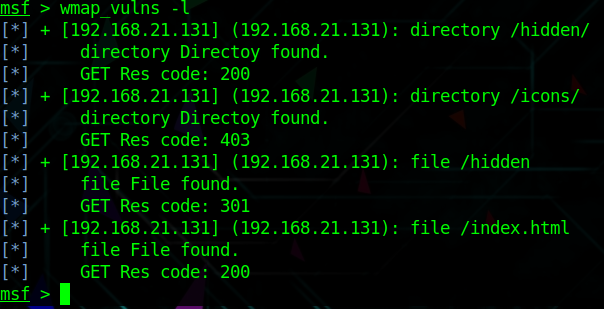 msf > wmap_vulns -l
[*] + [192.168.21.131] (192.168.21.131): directory /hidden/
[*]     directory Directoy found.
[*]     GET Res code: 200
[*] + [192.168.21.131] (192.168.21.131): directory /icons/
[*]     directory Directoy found.
[*]     GET Res code: 403
[*] + [192.168.21.131] (192.168.21.131): file /hidden
[*]     file File found.
[*]     GET Res code: 301
[*] + [192.168.21.131] (192.168.21.131): file /index.html
[*]     file File found.
[*]     GET Res code: 200
msf >